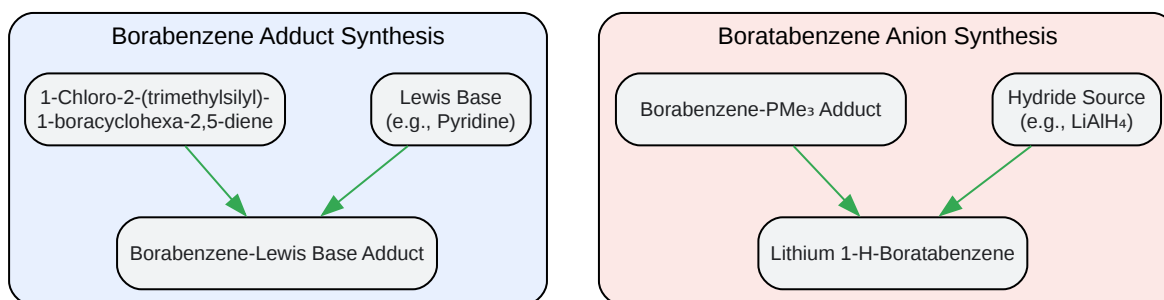 Borabenzene Adduct Synthesis
1-Chloro-2-(trimethylsilyl)-
1-boracyclohexa-2,5-diene
Lewis Base
(e.g., Pyridine)
Borabenzene-Lewis Base Adduct
Boratabenzene Anion Synthesis
Borabenzene-PMe₃ Adduct
Hydride Source
(e.g., LiAlH₄)
Lithium 1-H-Boratabenzene